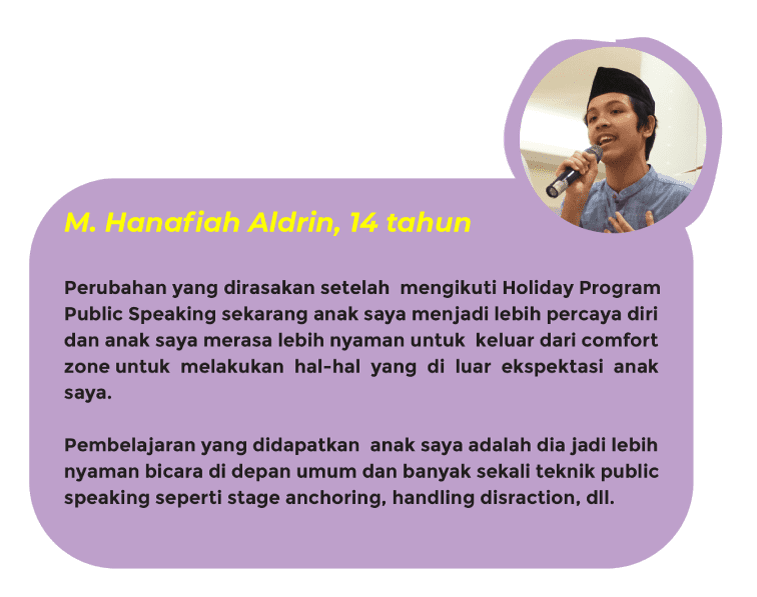 M. Hanafiah Aldrin, 14 tahun
Perubahan yang dirasakan setelah mengikuti Holiday Program
Public Speaking sekarang anak saya menjadi lebih percaya diri
dan anak saya merasa lebih nyaman untuk keluar dari comfort
zone untuk melakukan hal-hal yang di luar ekspektasi anak
saya.
Pembelajaran yang didapatkan anak saya adalah dia jadi lebih
nyaman bicara di depan umum dan banyak sekali teknik public
speaking seperti stage anchoring, handling disraction, dll.